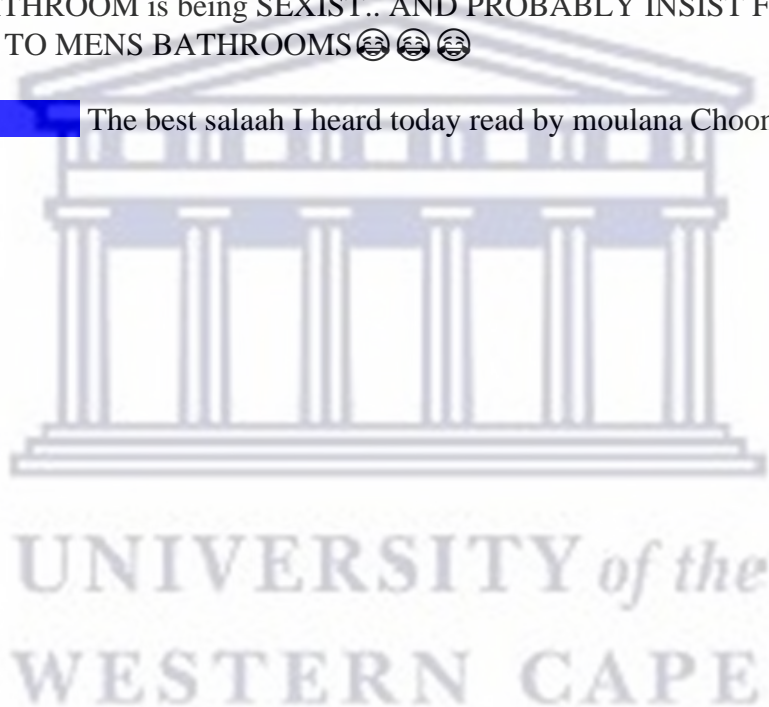 THROOM is being SEXIST.. AND PROBABLY INSIST F
TO MENS BATHROOMS😂😂😂
The best salaah I heard today read by moulana Choon
UNIVERSITY of the
WESTERN CAPE